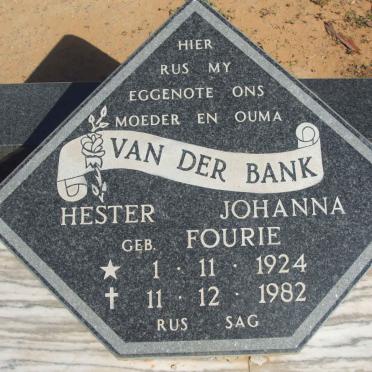 HIER
RUS MY
EGGENOTE ONS
MOEDER EN OUMA
VAN DER BANK
HESTER JOHANNA
GEB. FOURIE
★ 1 · 11 · 1924
✝ 11 · 12 · 1982
RUS SAG